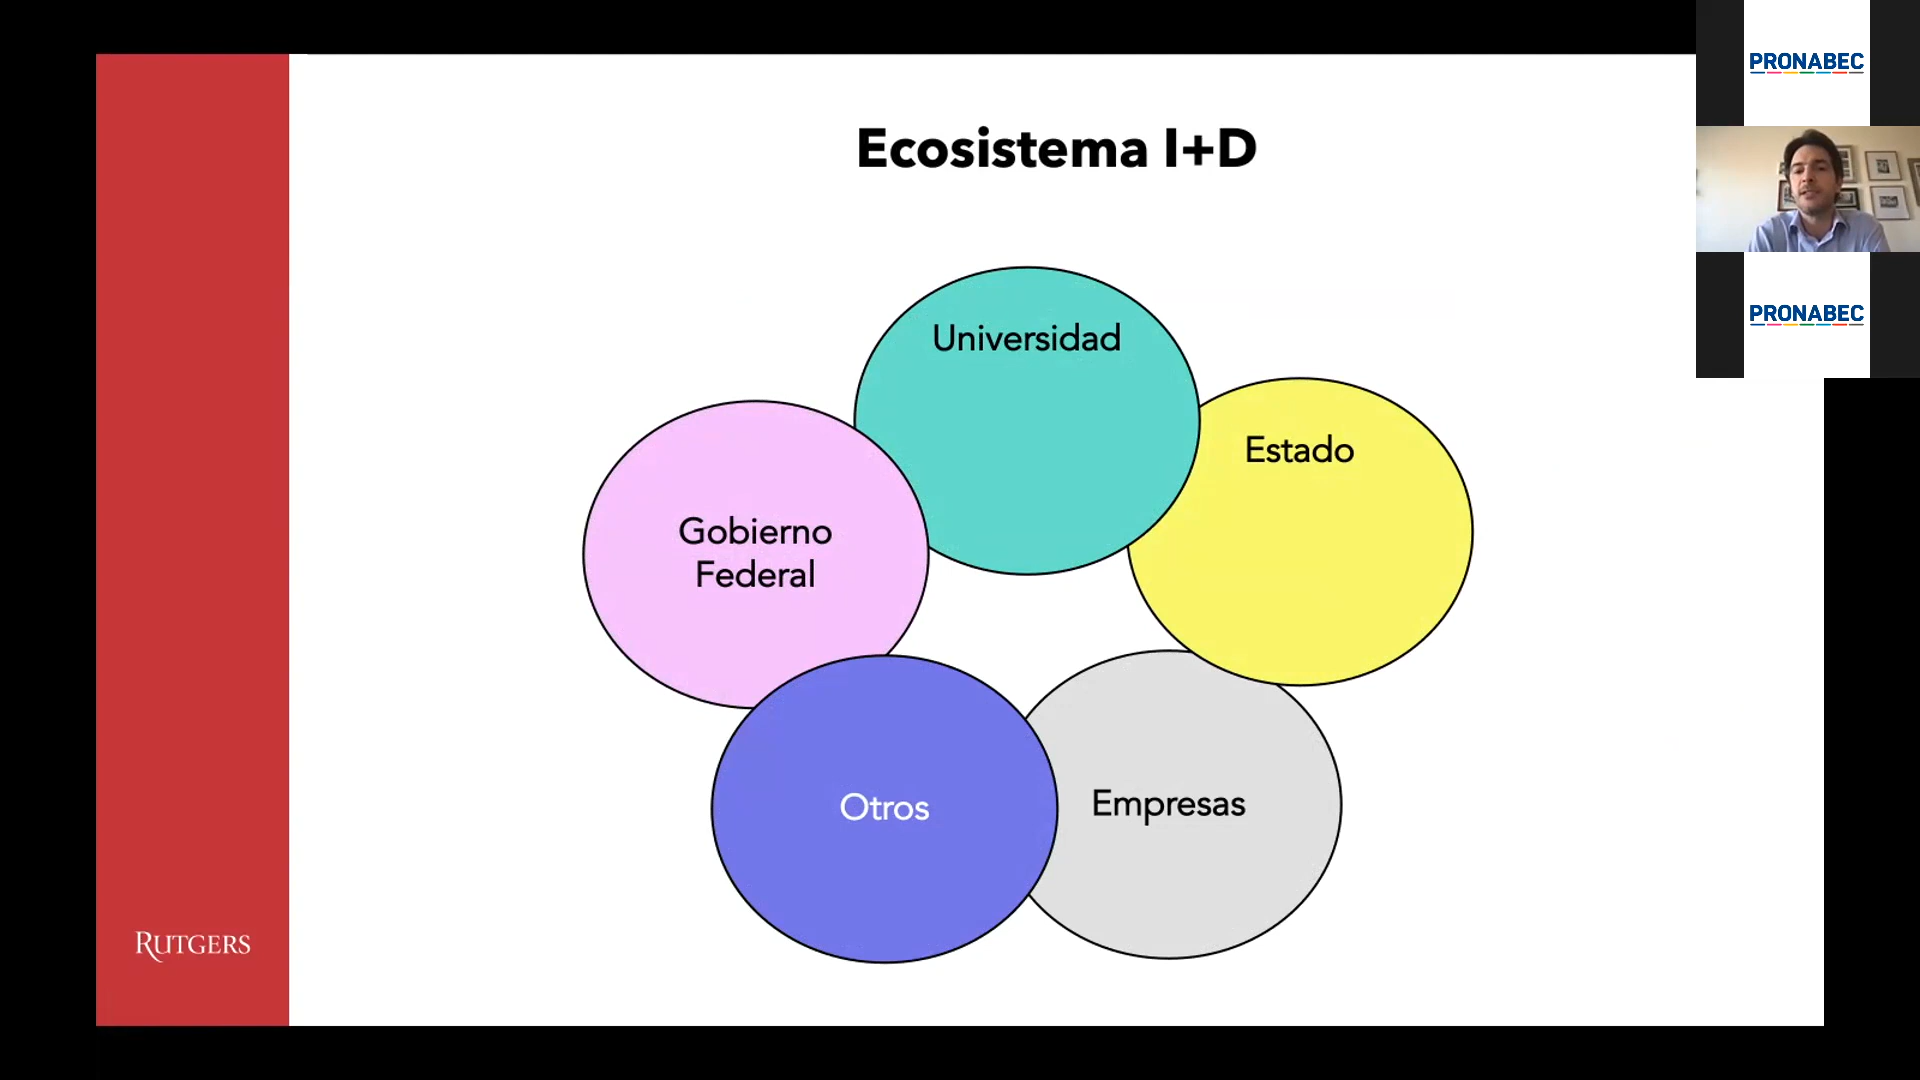 Ecosistema I+D
Universidad
Estado
Gobierno
Federal
Otros
Empresas
RUTGERS
PRONABEC
PRONABEC